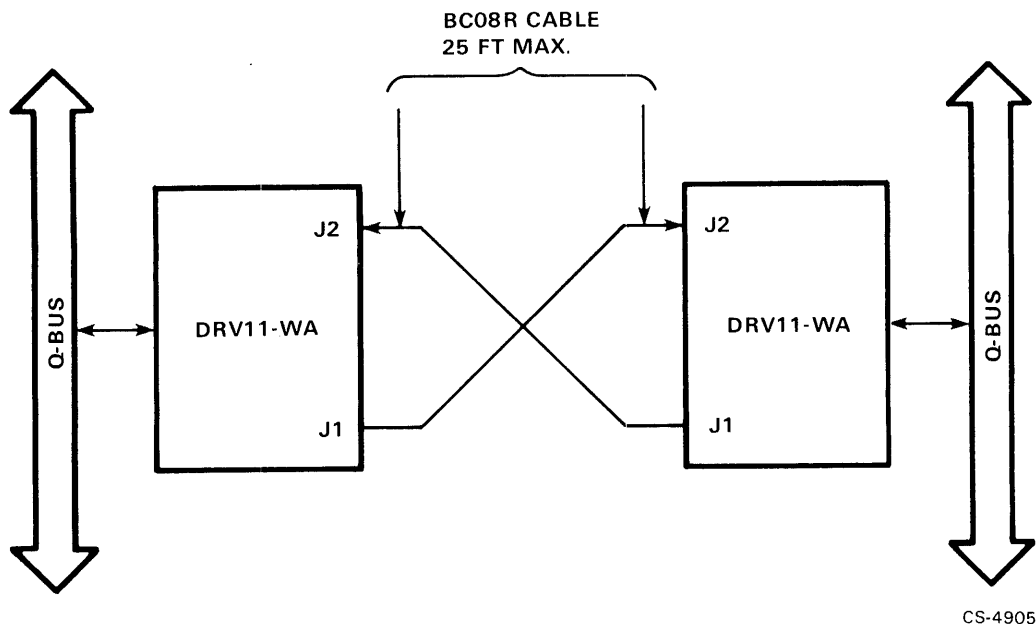 BC08R CABLE
25 FT MAX.
J2
J2
Q-BUS
DRV11-WA
DRV11-WA
Q-BUS
J1
J1
CS-4905